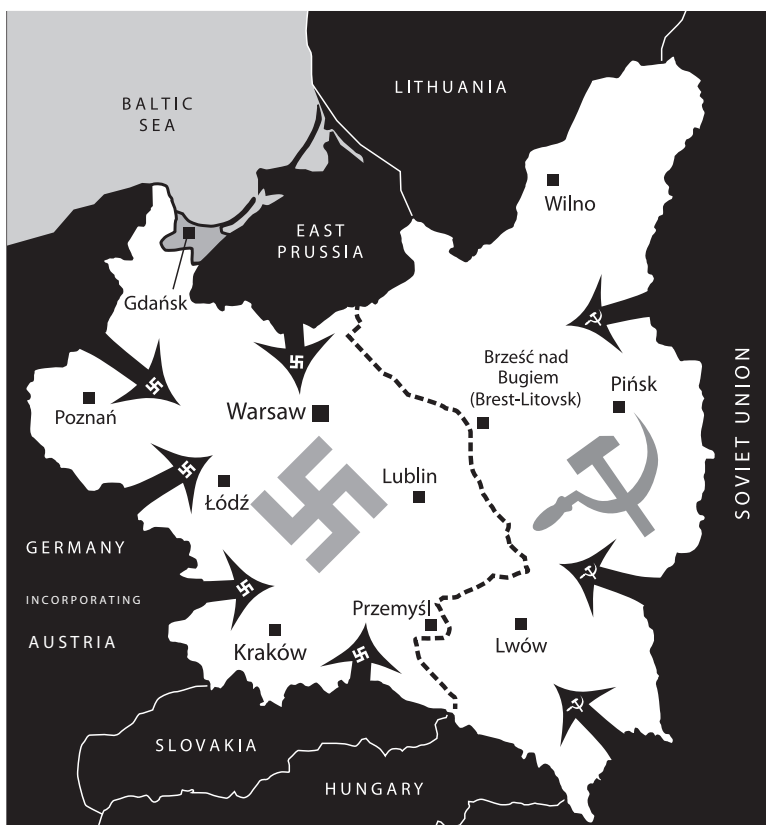 BALTIC
SEA
LITHUANIA
Wilno
EAST
PRUSSIA
Gdańsk
Brześć nad
Bugiem
(Brest-Litovsk)
Pińsk
Poznań
Warsaw
SOVIET UNION
Lublin
Łódź
GERMANY
INCORPORATING
AUSTRIA
Przemyśl
Kraków
Lwów
SLOVAKIA
HUNGARY